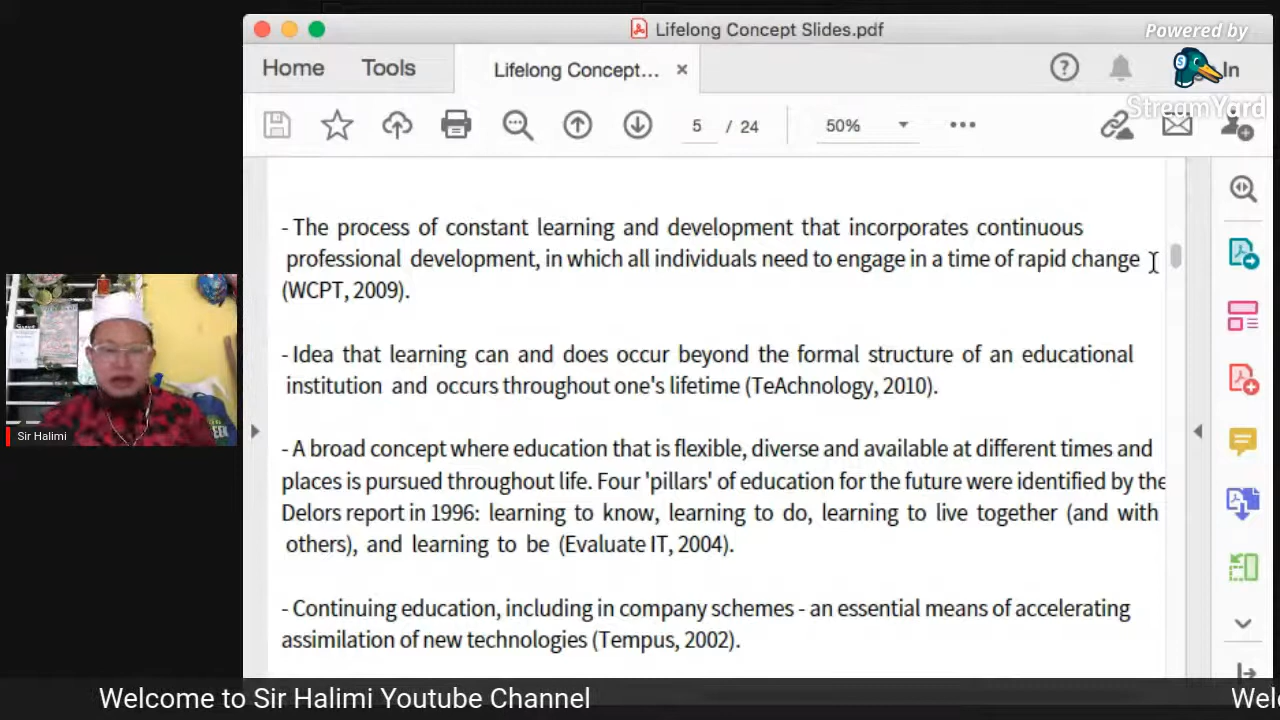 Lifelong Concept Slides.pdf
Powered by
Home
Tools
Lifelong Concept...
In
StreamYard
5 / 24
50%
- The process of constant learning and development that incorporates continuous
professional development, in which all individuals need to engage in a time of rapid change
(WCPT, 2009).
- Idea that learning can and does occur beyond the formal structure of an educational
institution and occurs throughout one's lifetime (TeAchnology, 2010).
- A broad concept where education that is flexible, diverse and available at different times and
places is pursued throughout life. Four 'pillars' of education for the future were identified by the
Delors report in 1996: learning to know, learning to do, learning to live together (and with
others), and learning to be (Evaluate IT, 2004).
- Continuing education, including in company schemes - an essential means of accelerating
assimilation of new technologies (Tempus, 2002).
Sir Halimi
Welcome to Sir Halimi Youtube Channel
Wel